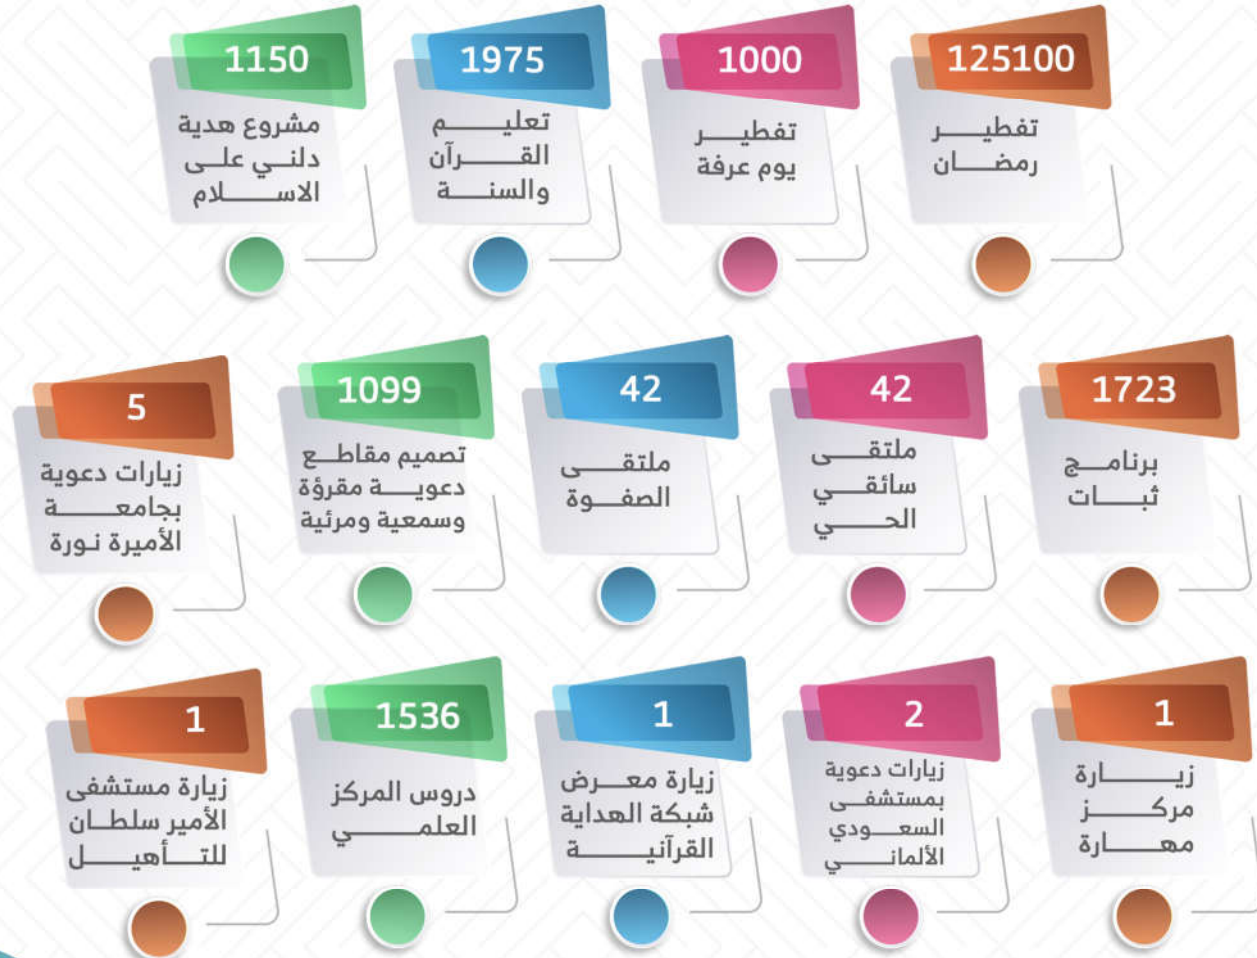 125100
تفطير
رمضان
1000
تفطير
يوم عرفة
1975
تعليم
القرآن
والسنة
1150
مشروع هدية
دلني على
الاسلام
1723
برنامج
ثبات
42
ملتقى
سائقي
الحي
42
ملتقى
الصفوة
1099
تصميم مقاطع
دعوية مقرؤة
وسمعية ومرئية
5
زيارات دعوية
بجامعة
الأميرة نورة
1
زيارة
مركز
مهارة
2
زيارات دعوية
بمستشفى
السعودي
الألماني
1
زيارة معرض
شبكة الهداية
القرآنية
1536
دروس المركز
العلمي
1
زيارة مستشفى
الأمير سلطان
للتأهيل